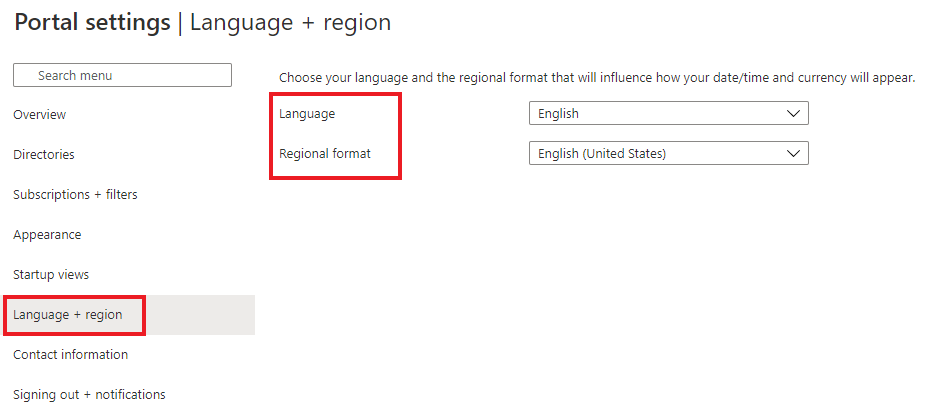 Portal settings | Language + region
Search menu
Overview
Directories
Subscriptions + filters
Appearance
Startup views
Language + region
Contact information
Signing out + notifications
Choose your language and the regional format that will influence how your date/time and currency will appear.
Language English
Regional format English (United States)